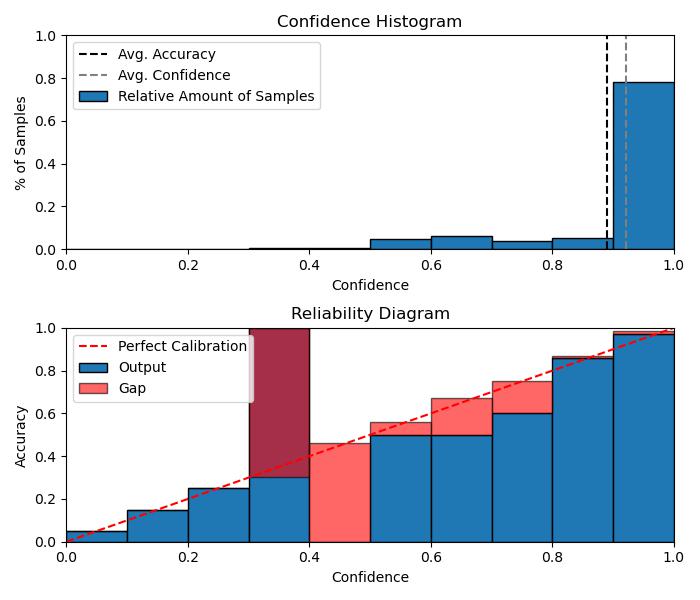 Confidence Histogram
1.0
0.8
0.6
0.4
0.2
0.0
% of Samples
Avg. Accuracy
Avg. Confidence
Relative Amount of Samples
0.0 0.2 0.4 0.6 0.8 1.0
Confidence
Reliability Diagram
1.0
0.8
0.6
0.4
0.2
0.0
Accuracy
Perfect Calibration
Output
Gap
0.0 0.2 0.4 0.6 0.8 1.0
Confidence